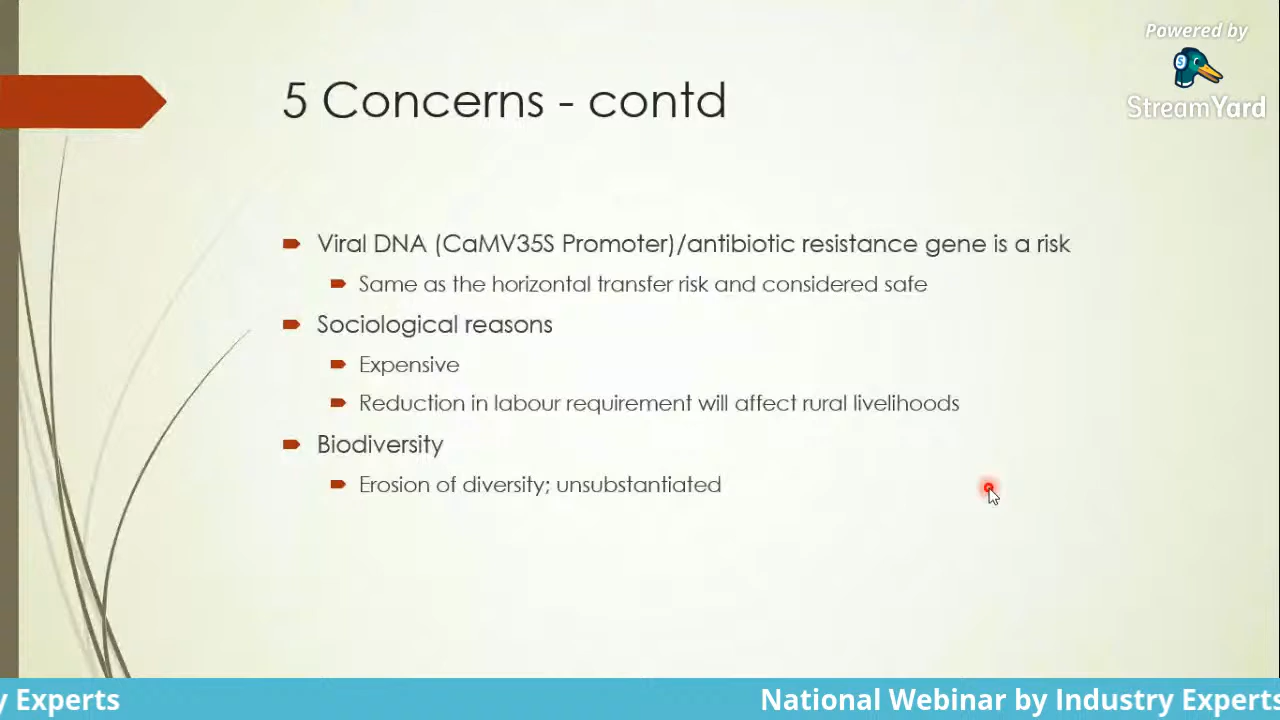 Powered by
StreamYard
5 Concerns - contd
Viral DNA (CaMV35S Promoter)/antibiotic resistance gene is a risk
Same as the horizontal transfer risk and considered safe
Sociological reasons
Expensive
Reduction in labour requirement will affect rural livelihoods
Biodiversity
Erosion of diversity; unsubstantiated
y Experts
National Webinar by Industry Experts